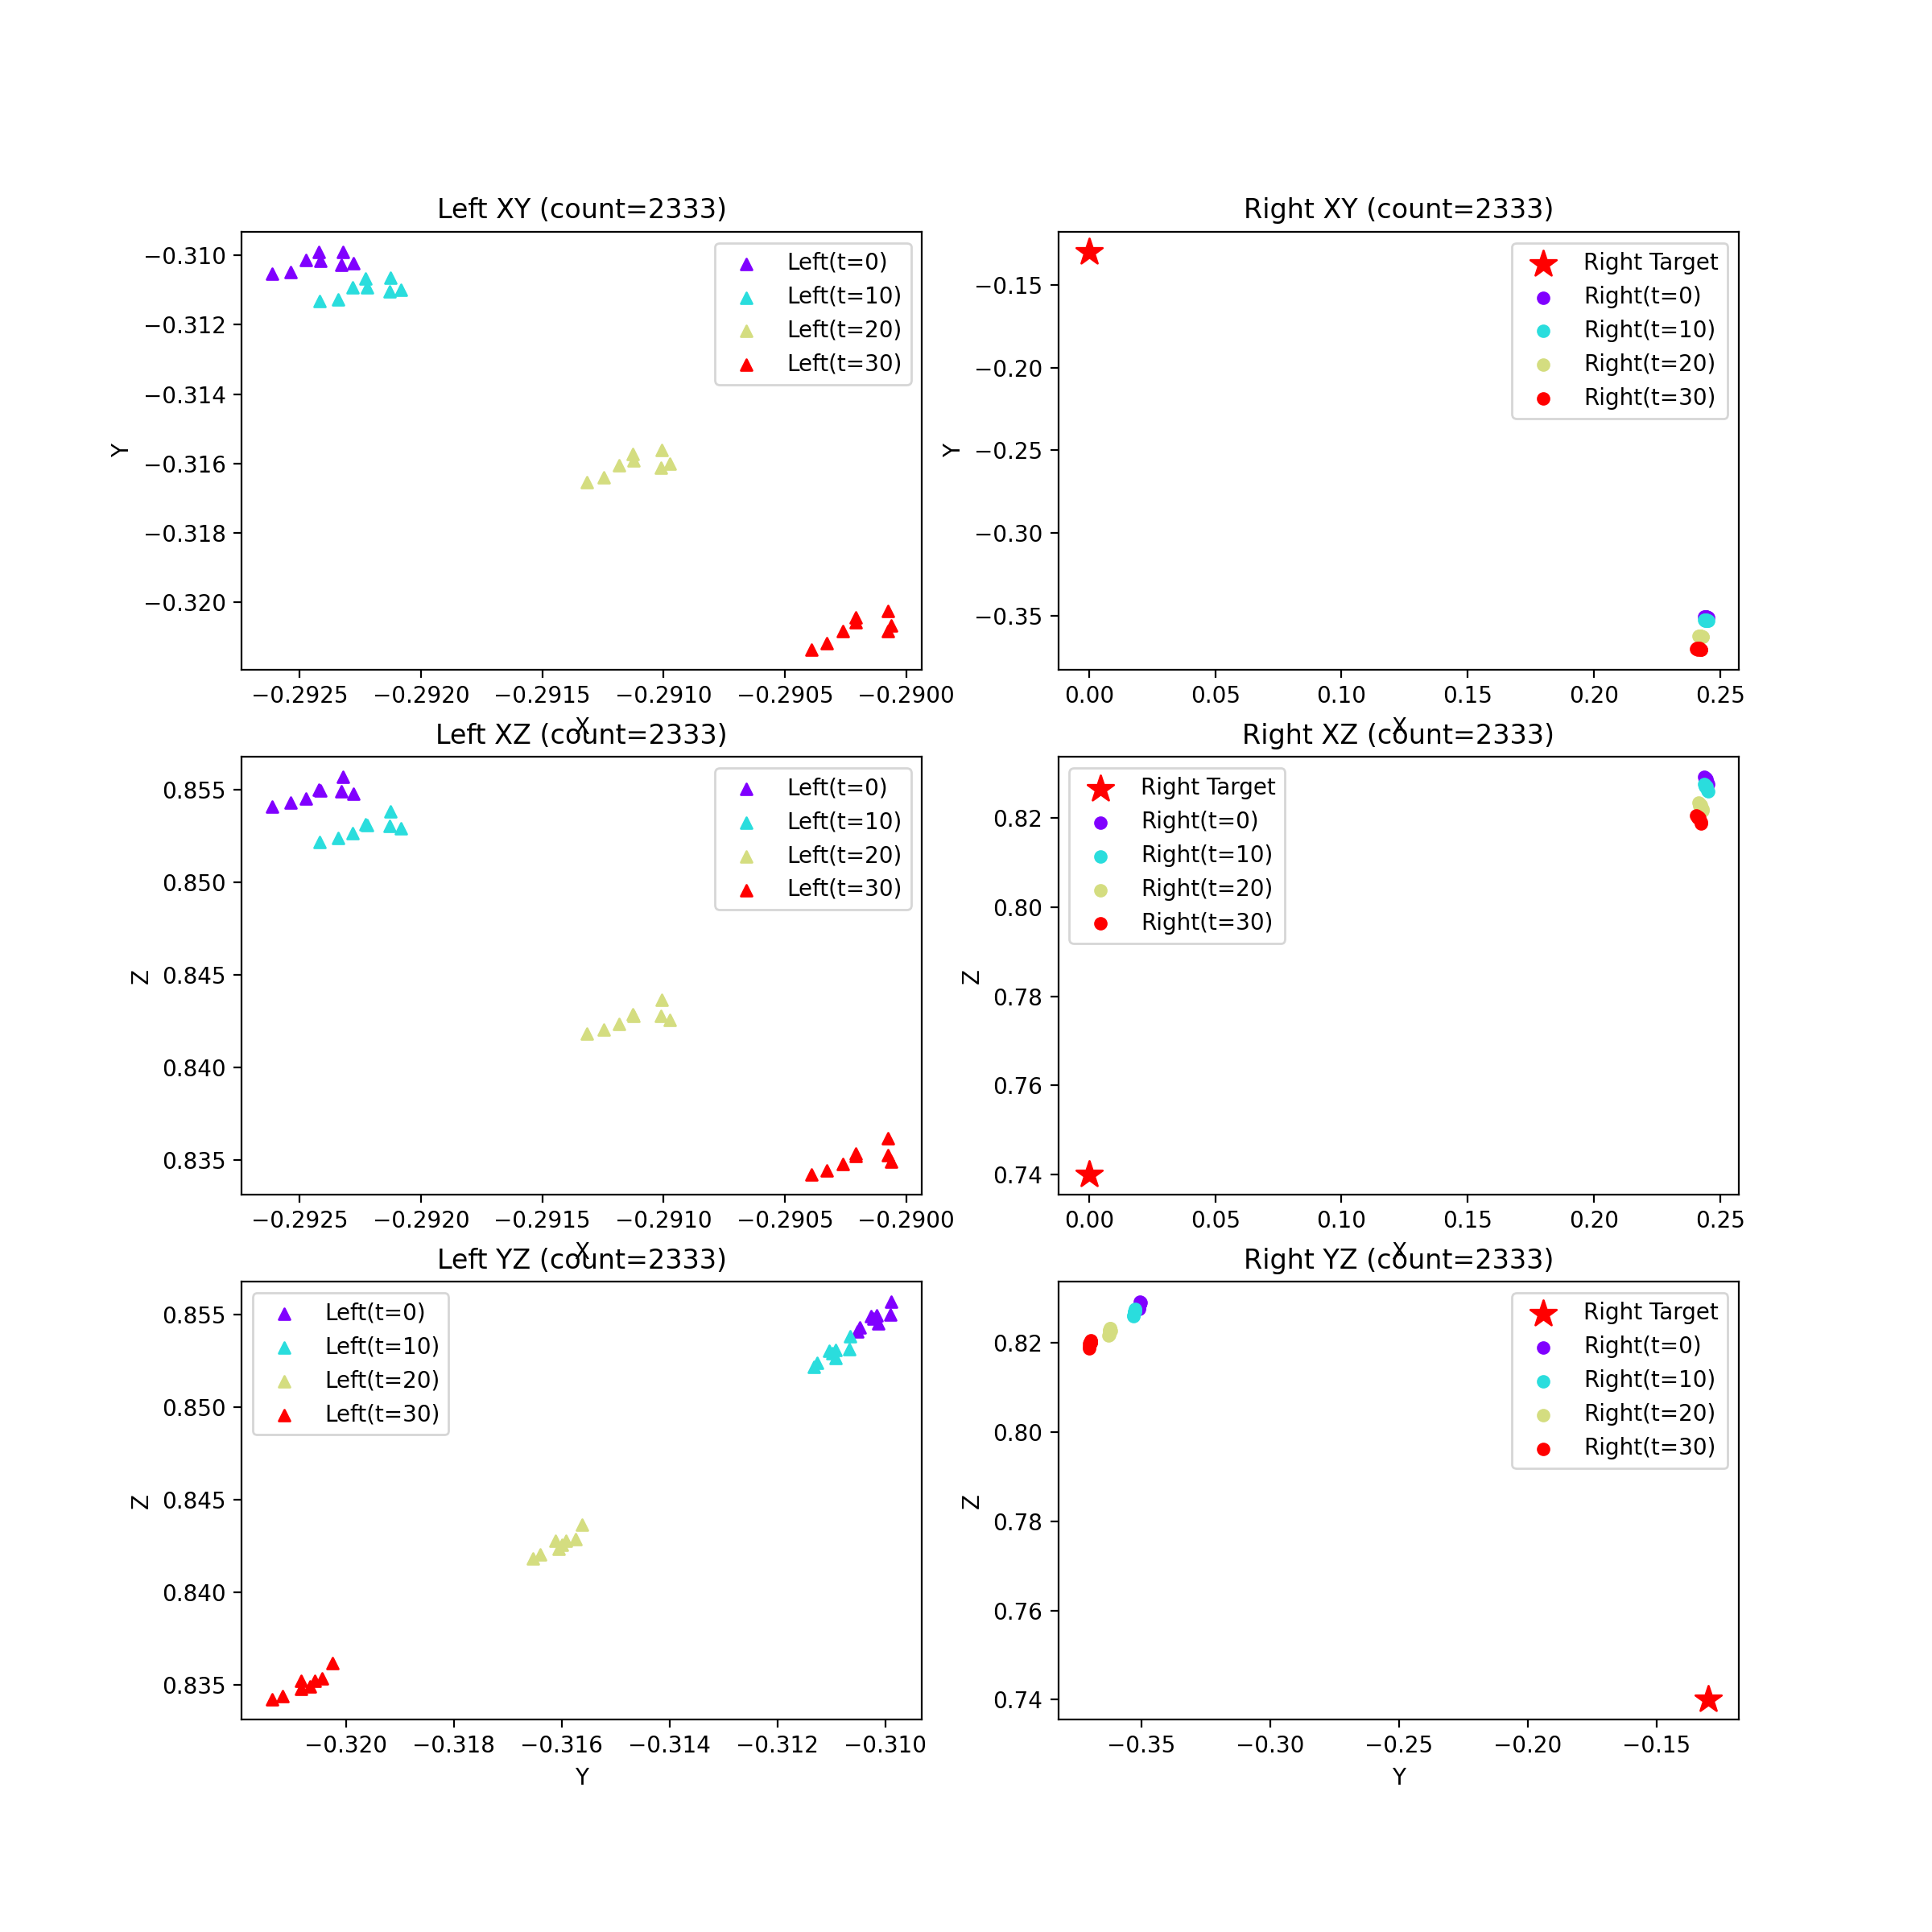 Left XY (count=2333)
Y
−0.310
−0.312
−0.314
−0.316
−0.318
−0.320
Left(t=0)
Left(t=10)
Left(t=20)
Left(t=30)
−0.2925
−0.2920
−0.2915
−0.2910
−0.2905
−0.2900
X
Right XY (count=2333)
Y
−0.15
−0.20
−0.25
−0.30
−0.35
Right Target
Right(t=0)
Right(t=10)
Right(t=20)
Right(t=30)
0.00
0.05
0.10
0.15
0.20
0.25
X
Left XZ (count=2333)
Z
0.855
0.850
0.845
0.840
0.835
Left(t=0)
Left(t=10)
Left(t=20)
Left(t=30)
−0.2925
−0.2920
−0.2915
−0.2910
−0.2905
−0.2900
X
Right XZ (count=2333)
Z
0.82
0.80
0.78
0.76
0.74
Right Target
Right(t=0)
Right(t=10)
Right(t=20)
Right(t=30)
0.00
0.05
0.10
0.15
0.20
0.25
X
Left YZ (count=2333)
Z
0.855
0.850
0.845
0.840
0.835
Left(t=0)
Left(t=10)
Left(t=20)
Left(t=30)
−0.320
−0.318
−0.316
−0.314
−0.312
−0.310
Y
Right YZ (count=2333)
Z
0.82
0.80
0.78
0.76
0.74
Right Target
Right(t=0)
Right(t=10)
Right(t=20)
Right(t=30)
−0.35
−0.30
−0.25
−0.20
−0.15
Y